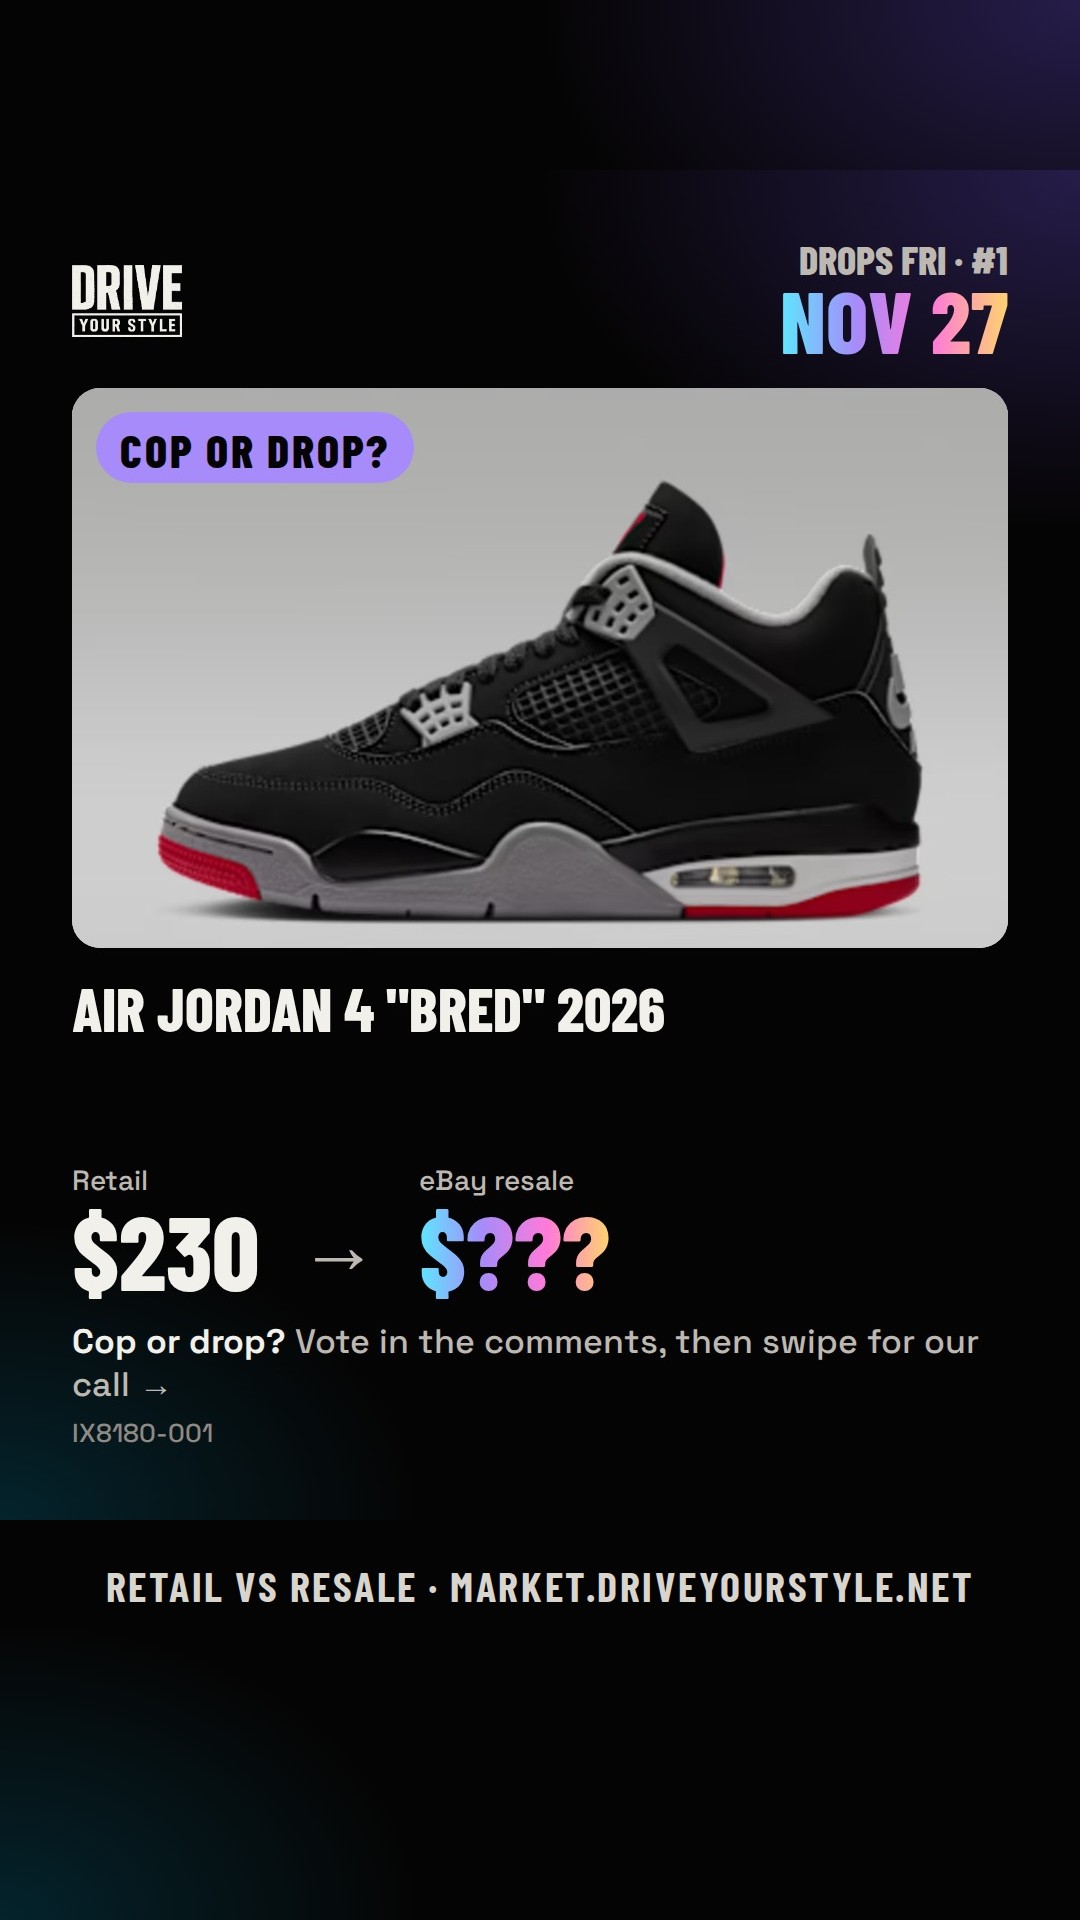 DRIVE
YOUR STYLE
DROPS FRI · #1
NOV 27
COP OR DROP?
AIR JORDAN 4 "BRED" 2026
Retail
$230
→
eBay resale
$???
Cop or drop? Vote in the comments, then swipe for our
call →
IX8180-001
RETAIL VS RESALE · MARKET.DRIVEYOURSTYLE.NET